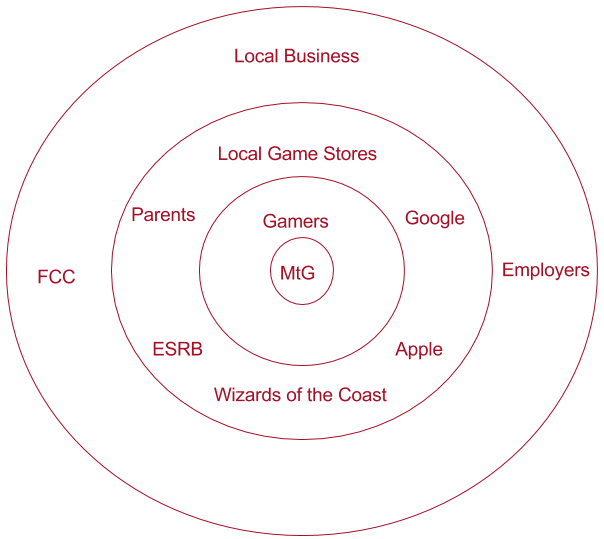 Local Business
Local Game Stores
Parents
Google
Gamers
Employers
MtG
FCC
ESRB
Apple
Wizards of the Coast